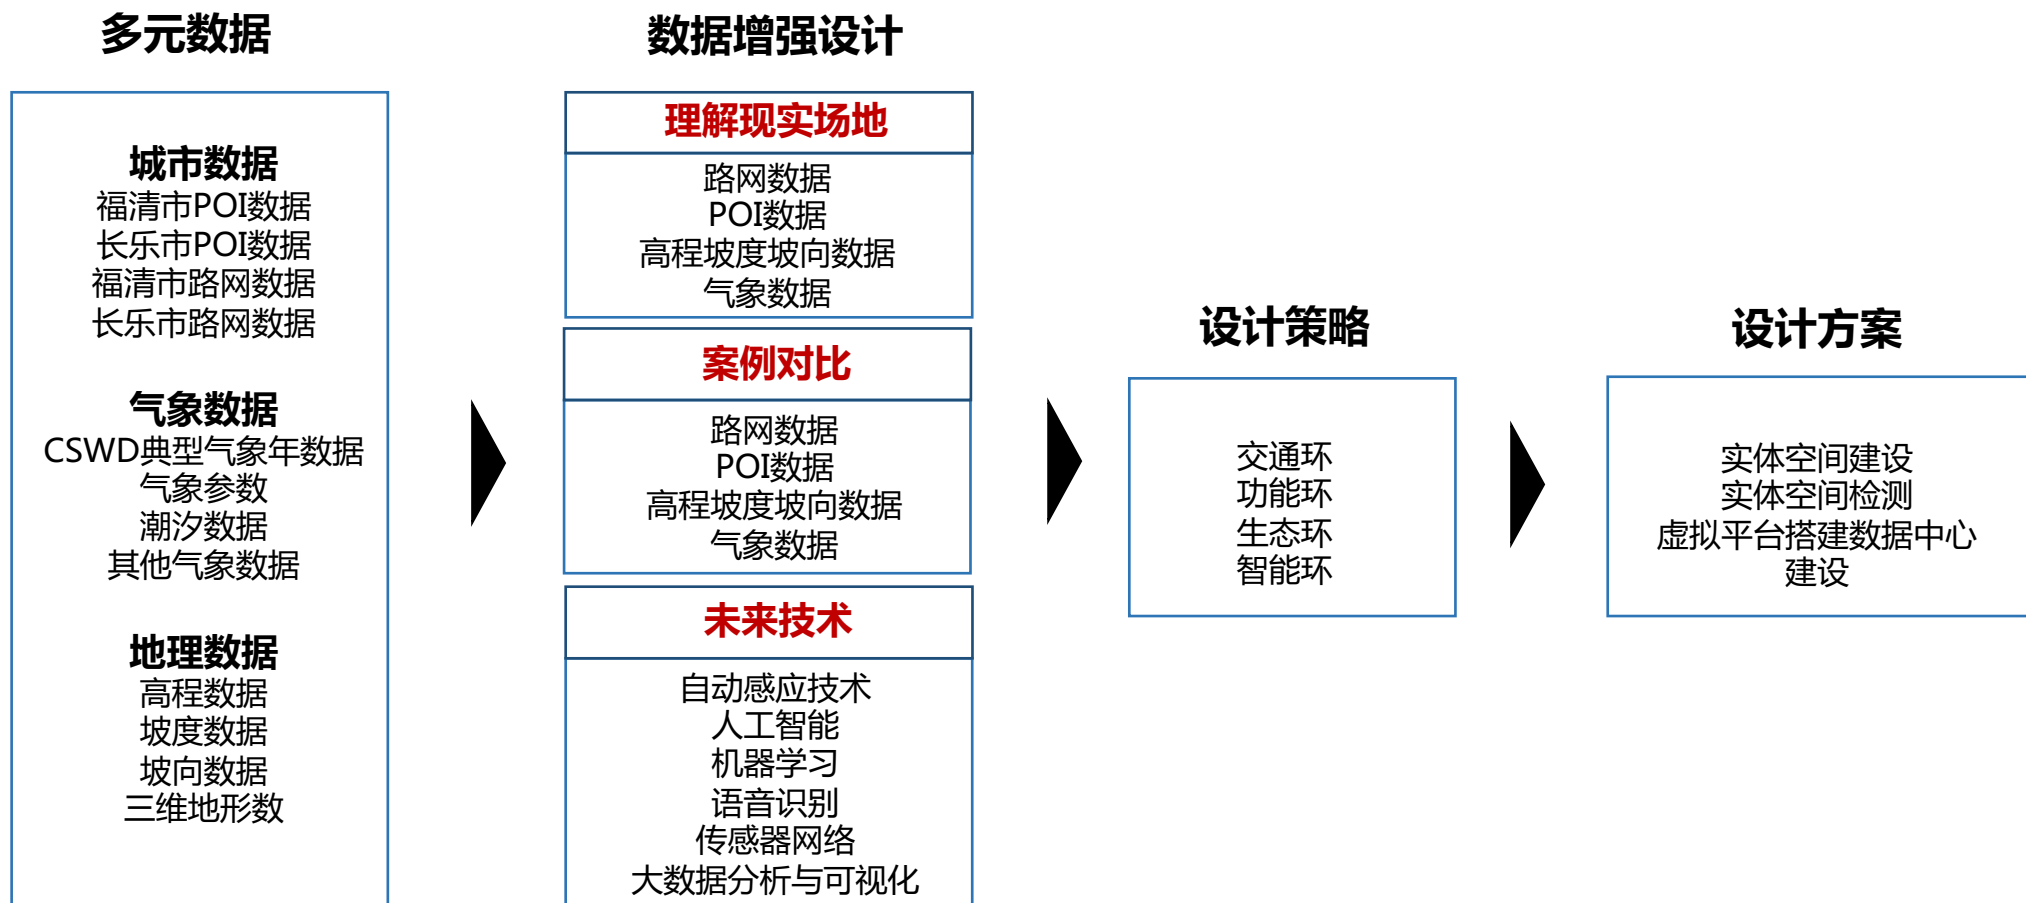 多元数据
城市数据
福清市POI数据
长乐市POI数据
福清市路网数据
长乐市路网数据
气象数据
CSWD典型气象年数据
气象参数
潮汐数据
其他气象数据
地理数据
高程数据
坡度数据
坡向数据
三维地形数
数据增强设计
理解现实场地
路网数据
POI数据
高程坡度坡向数据
气象数据
案例对比
路网数据
POI数据
高程坡度坡向数据
气象数据
未来技术
自动感应技术
人工智能
机器学习
语音识别
传感器网络
大数据分析与可视化
设计策略
交通环
功能环
生态环
智能环
设计方案
实体空间建设
实体空间检测
虚拟平台搭建数据中心
建设